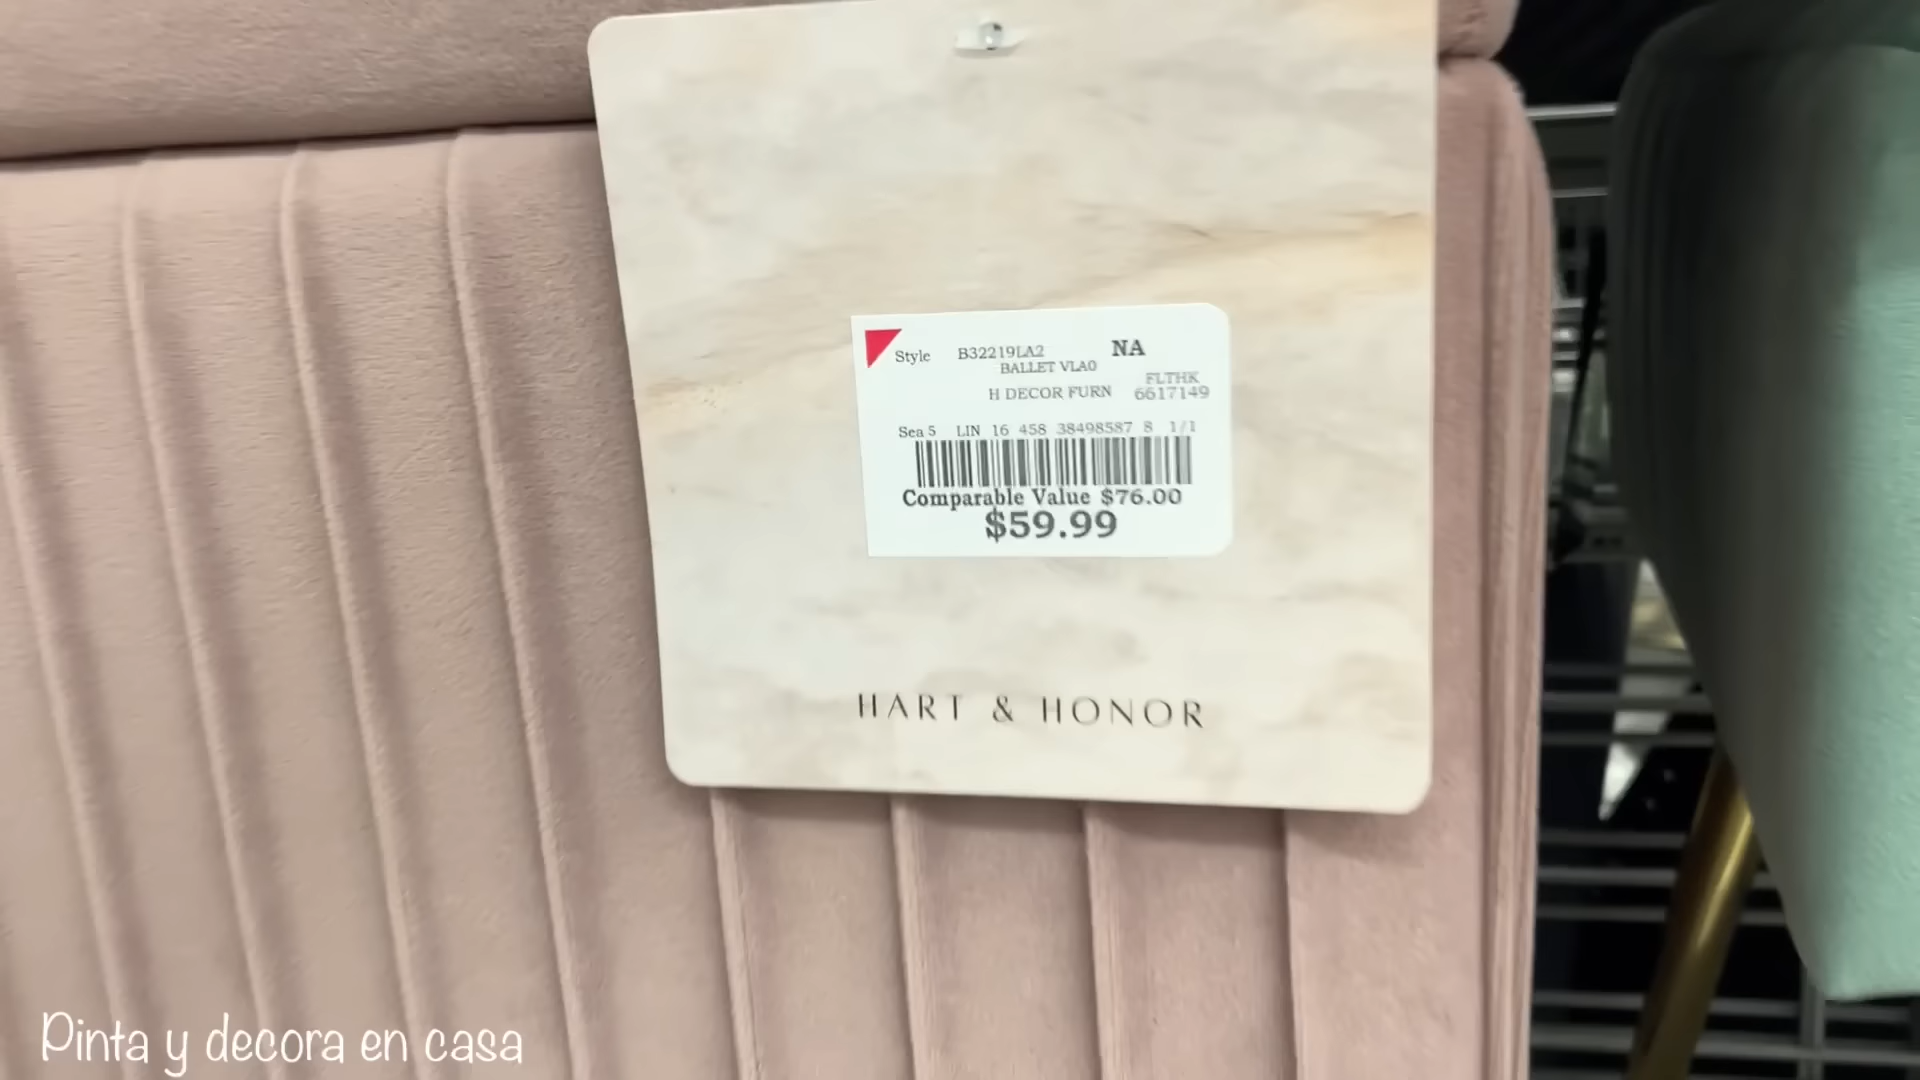 Style B32219LA2 NA
BALLET VLA0
FLTHK
H DECOR FURN 6617149
Sea 5 LIN 16 458 38498587 8 1/1
Comparable Value $76.00
$59.99
HART & HONOR
Pinta y decora en casa